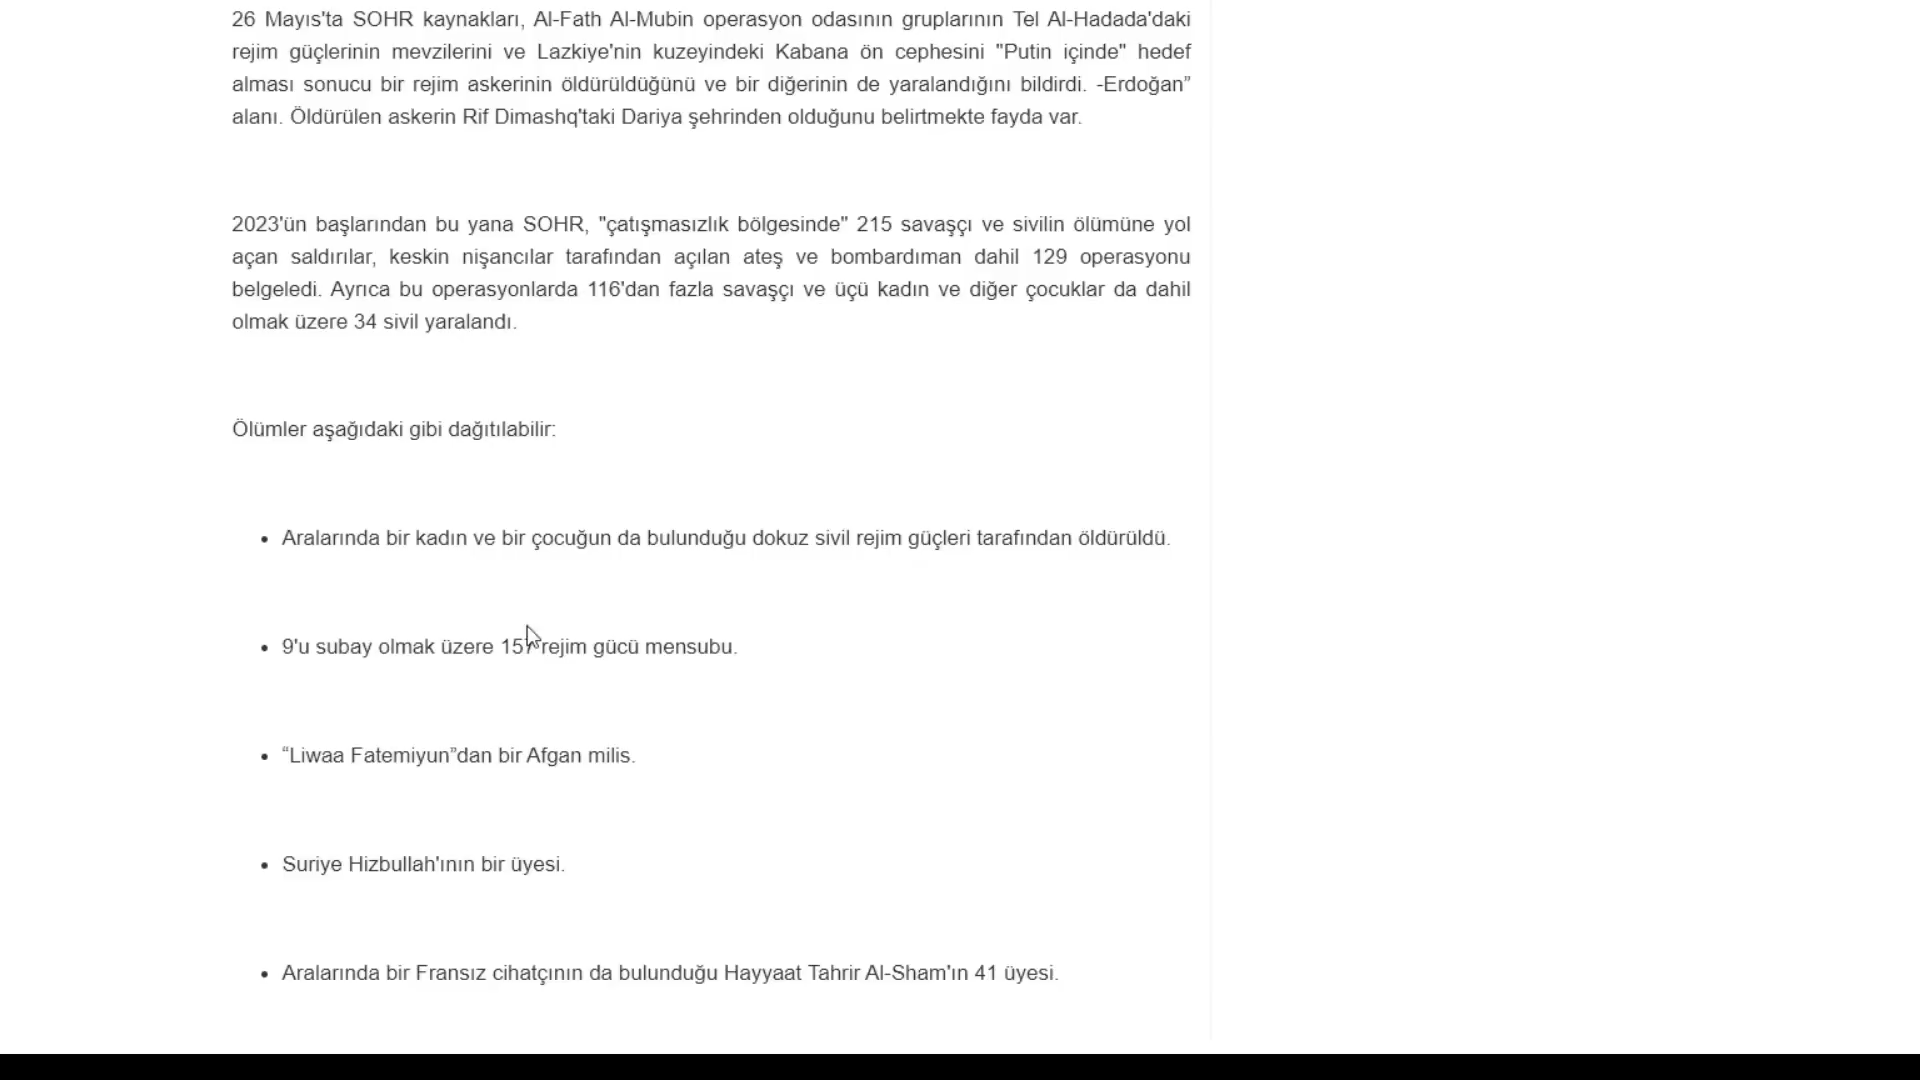 26 Mayıs'ta SOHR kaynakları, Al-Fath Al-Mubin operasyon odasının gruplarının Tel Al-Hadada'daki
rejim güçlerinin mevzilerini ve Lazkiye'nin kuzeyindeki Kabana ön cephesini "Putin içinde" hedef
alması sonucu bir rejim askerinin öldürüldüğünü ve bir diğerinin de yaralandığını bildirdi. -Erdoğan”
alanı. Öldürülen askerin Rif Dimashq'taki Dariya şehrinden olduğunu belirtmekte fayda var.
2023'ün başlarından bu yana SOHR, "çatışmasızlık bölgesinde" 215 savaşçı ve sivilin ölümüne yol
açan saldırılar, keskin nişancılar tarafından açılan ateş ve bombardıman dahil 129 operasyonu
belgeledi. Ayrıca bu operasyonlarda 116'dan fazla savaşçı ve üçü kadın ve diğer çocuklar da dahil
olmak üzere 34 sivil yaralandı.
Ölümler aşağıdaki gibi dağıtılabilir:
• Aralarında bir kadın ve bir çocuğun da bulunduğu dokuz sivil rejim güçleri tarafından öldürüldü.
• 9'u subay olmak üzere rejim gücü mensubu.
• “Liwaa Fatemiyun”dan bir Afgan milis.
• Suriye Hizbullah'ının bir üyesi.
• Aralarında bir Fransız cihatçının da bulunduğu Hayyaat Tahrir Al-Sham'ın 41 üyesi.